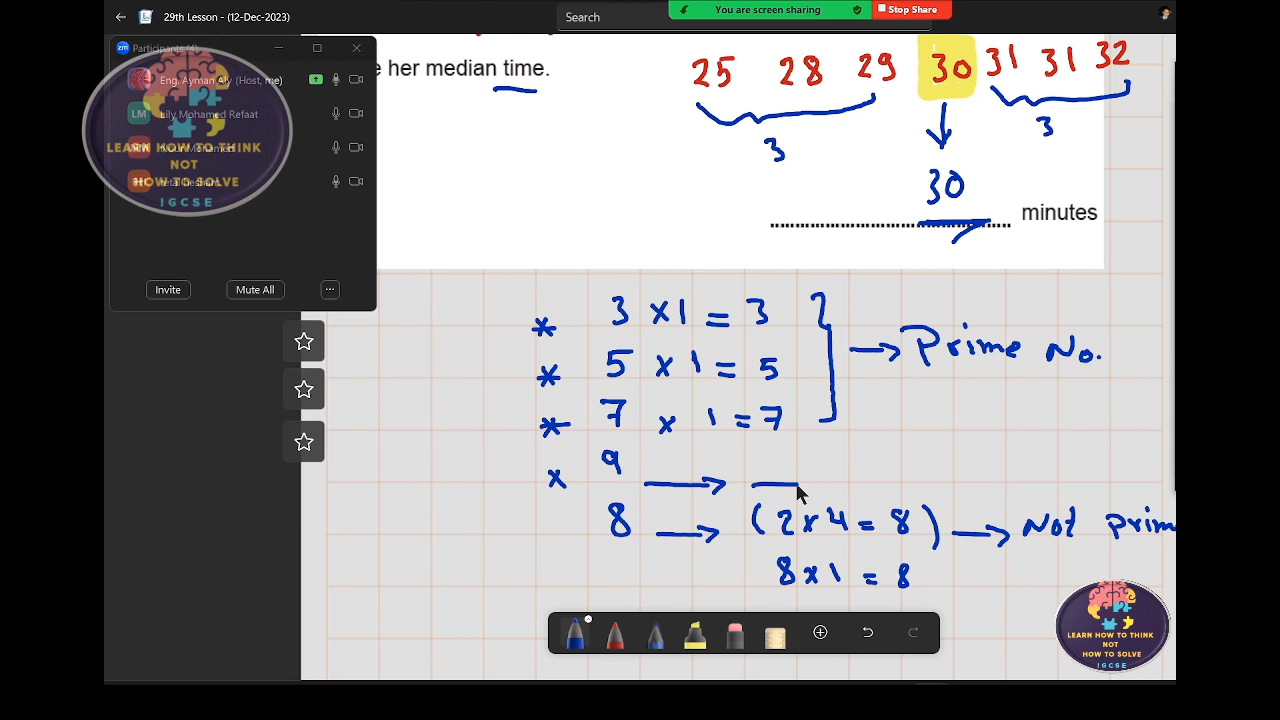 29th Lesson - (12-Dec-2023)
Search
You are screen sharing
Stop Share
zm Participants (4)
Eng. Ayman Aly (Host, me)
LM Lily Mohamed Refaat
Mohamed
Hesham
LEARN HOW TO THINK
NOT
HOW TO SOLVE
IGCSE
Invite
Mute All
...
e her median time.
25 28 29 30 31 31 32
3
3
30
minutes
* 3 × 1 = 3
* 5 × 1 = 5
* 7 × 1 = 7
→ Prime No.
× 9 →
8 → (2 × 4 = 8) → Not prim
8 × 1 = 8
LEARN HOW TO THINK
NOT
HOW TO SOLVE
IGCSE